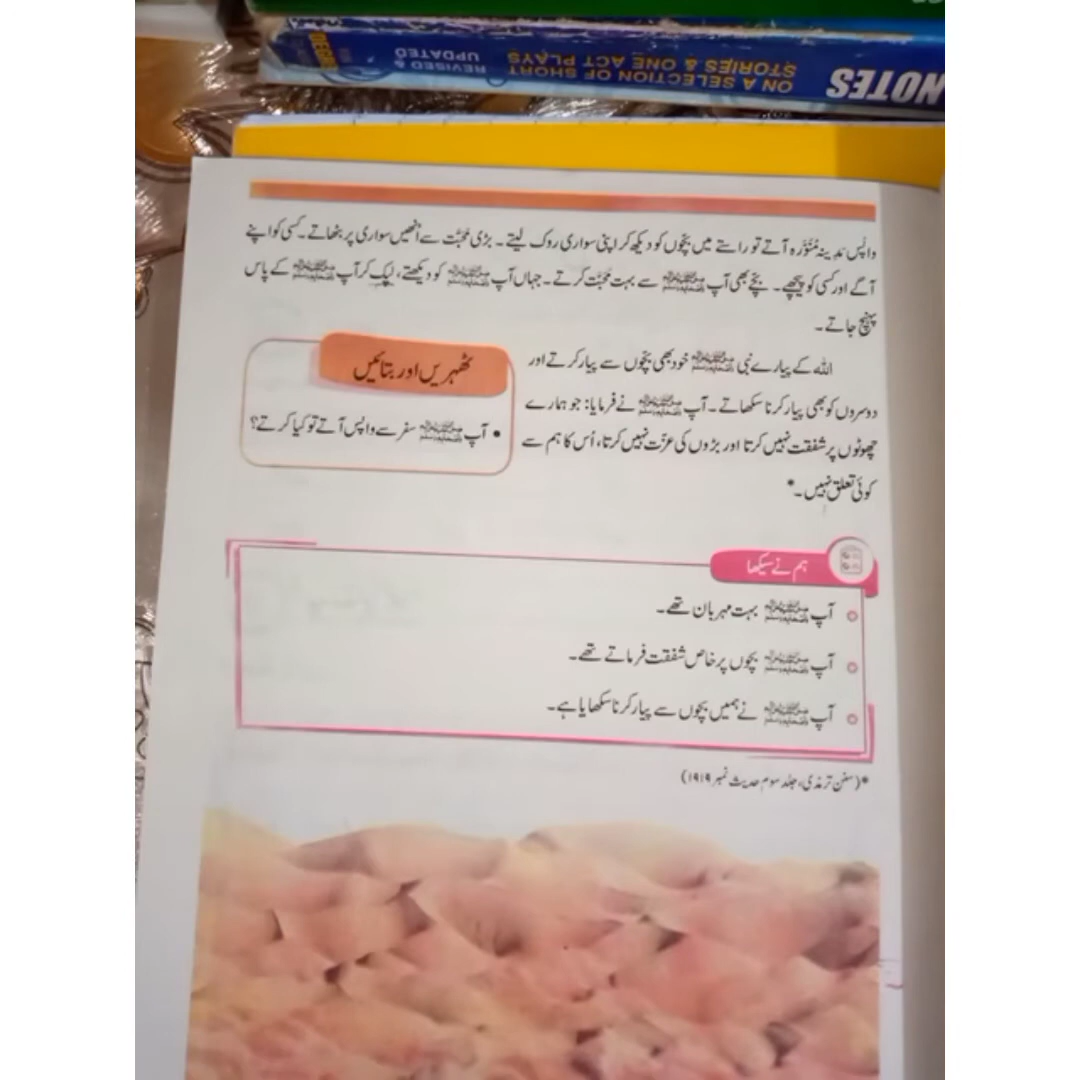 NOTES
ON A SELECTION OF SHORT
STORIES & ONE ACT PLAYS
REVISED &
UPDATED
واپس مدینہ مُنَوَّرہ آتے تو راستے میں بچّوں کو دیکھ کر اپنی سواری روک لیتے۔ بڑی محبّت سے اُنھیں سواری پر بٹھاتے۔ کسی کو اپنے
آگے اور کسی کو پیچھے۔ بچّے بھی آپ ﷺ سے بہت محبّت کرتے۔ جہاں آپ ﷺ کو دیکھتے، لپک کر آپ ﷺ کے پاس
پہنچ جاتے۔
اللہ کے پیارے نبی ﷺ خود بھی بچّوں سے پیار کرتے اور
دوسروں کو بھی پیار کرنا سکھاتے۔ آپ ﷺ نے فرمایا: جو ہمارے
چھوٹوں پر شفقت نہیں کرتا اور بڑوں کی عزّت نہیں کرتا، اُس کا ہم سے
کوئی تعلق نہیں۔*
ٹھہریں اور بتائیں
• آپ ﷺ سفر سے واپس آتے تو کیا کرتے؟
ہم نے سیکھا
آپ ﷺ بہت مہربان تھے۔
آپ ﷺ بچوں پر خاص شفقت فرماتے تھے۔
آپ ﷺ نے ہمیں بچوں سے پیار کرنا سکھایا ہے۔
*(سنن ترمذی، جلد سوم حدیث نمبر ۱۹۱۹)